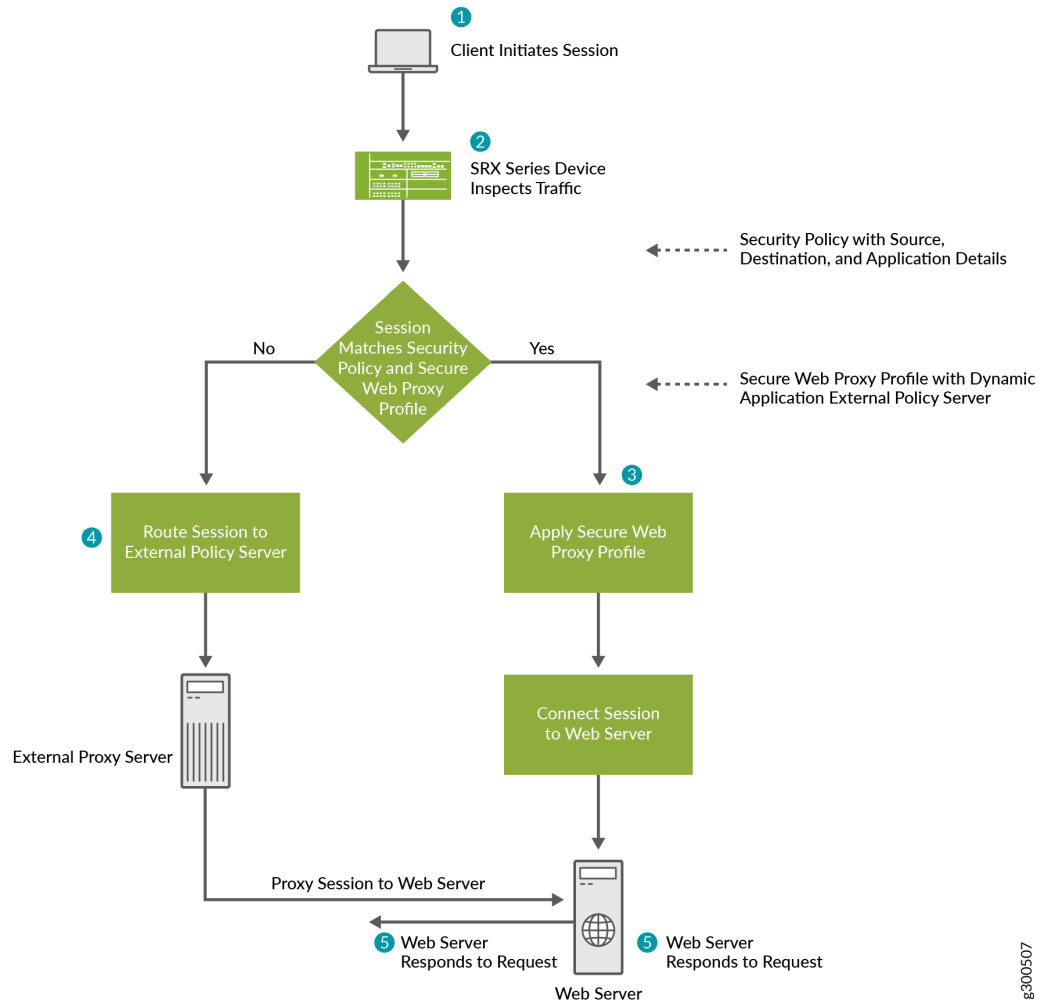 1
Client Initiates Session
2
SRX Series Device
Inspects Traffic
Security Policy with Source,
Destination, and Application Details
Session
Matches Security
Policy and Secure
Web Proxy
Profile
No
Yes
Secure Web Proxy Profile with Dynamic
Application External Policy Server
3
4
Route Session to
External Policy Server
Apply Secure Web
Proxy Profile
Connect Session
to Web Server
External Proxy Server
Proxy Session to Web Server
5
Web Server
Responds to Request
5
Web Server
Responds to Request
Web Server
g300507